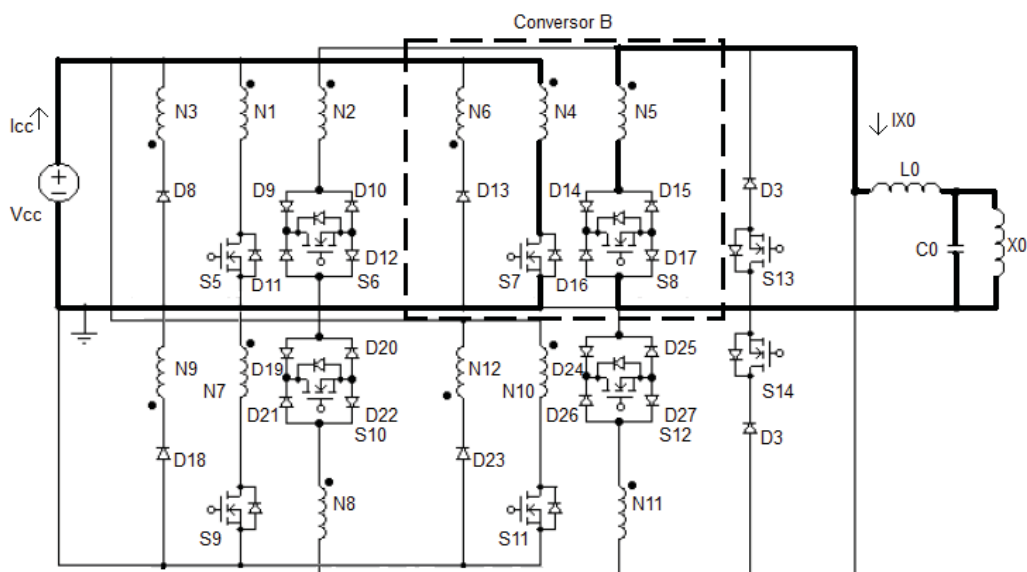 Conversor B
Icc
N3
N1
N2
N6
N4
N5
IX0
Vcc
D8
D9
D10
D13
D14
D15
D3
L0
C0
X0
D12
D17
S5
D11
S6
S7
D16
S8
S13
N9
D19
D20
N12
D24
D25
S14
N7
N10
D21
D22
D26
D27
S10
S12
D18
D23
D3
N8
N11
S9
S11